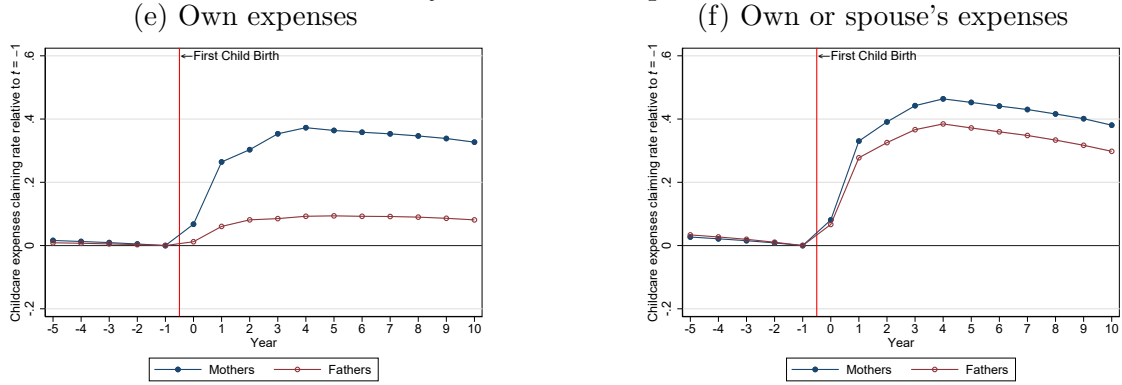 (e) Own expenses
Childcare expenses claiming rate relative to t = −1
.6
.4
.2
0
-.2
←First Child Birth
-5 -4 -3 -2 -1 0 1 2 3 4 5 6 7 8 9 10
Year
Mothers Fathers
(f) Own or spouse's expenses
Childcare expenses claiming rate relative to t = −1
.6
.4
.2
0
-.2
←First Child Birth
-5 -4 -3 -2 -1 0 1 2 3 4 5 6 7 8 9 10
Year
Mothers Fathers